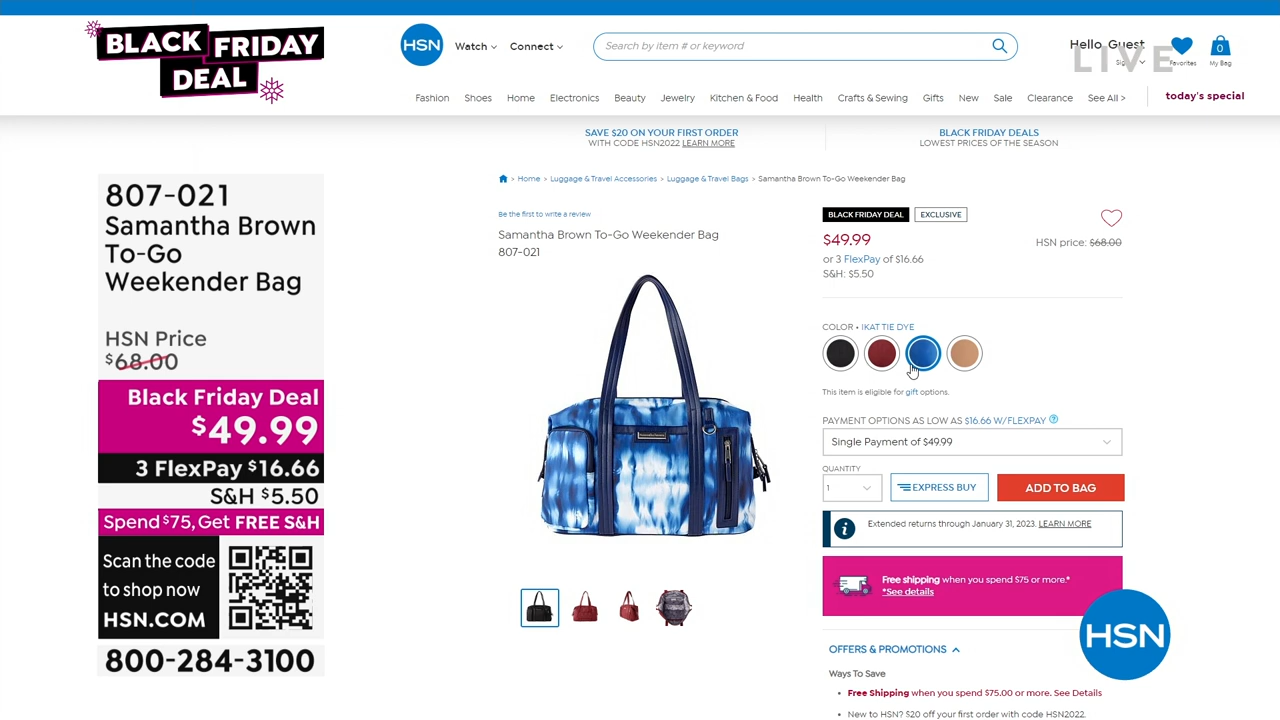 BLACK FRIDAY
DEAL
HSN
Watch
Connect
Search by item # or keyword
Hello, Guest
LIVE
Favorites
0
My Bag
Fashion
Shoes
Home
Electronics
Beauty
Jewelry
Kitchen & Food
Health
Crafts & Sewing
Gifts
New
Sale
Clearance
See All >
today's special
SAVE $20 ON YOUR FIRST ORDER
WITH CODE HSN2022 LEARN MORE
BLACK FRIDAY DEALS
LOWEST PRICES OF THE SEASON
807-021
Samantha Brown
To-Go
Weekender Bag
HSN Price
$68.00
Black Friday Deal
$49.99
3 FlexPay $16.66
S&H $5.50
Spend $75, Get FREE S&H
Scan the code
to shop now
HSN.COM
800-284-3100
> Home > Luggage & Travel Accessories > Luggage & Travel Bags > Samantha Brown To-Go Weekender Bag
Be the first to write a review
Samantha Brown To-Go Weekender Bag
807-021
BLACK FRIDAY DEAL
EXCLUSIVE
$49.99
HSN price: $68.00
or 3 FlexPay of $16.66
S&H: $5.50
COLOR • IKAT TIE DYE
This item is eligible for gift options.
PAYMENT OPTIONS AS LOW AS $16.66 W/FLEXPAY ?
Single Payment of $49.99
QUANTITY
1
EXPRESS BUY
ADD TO BAG
Extended returns through January 31, 2023. LEARN MORE
Free shipping when you spend $75 or more.*
*See details
HSN
OFFERS & PROMOTIONS
Ways To Save
• Free Shipping when you spend $75.00 or more. See Details
• New to HSN? $20 off your first order with code HSN2022.